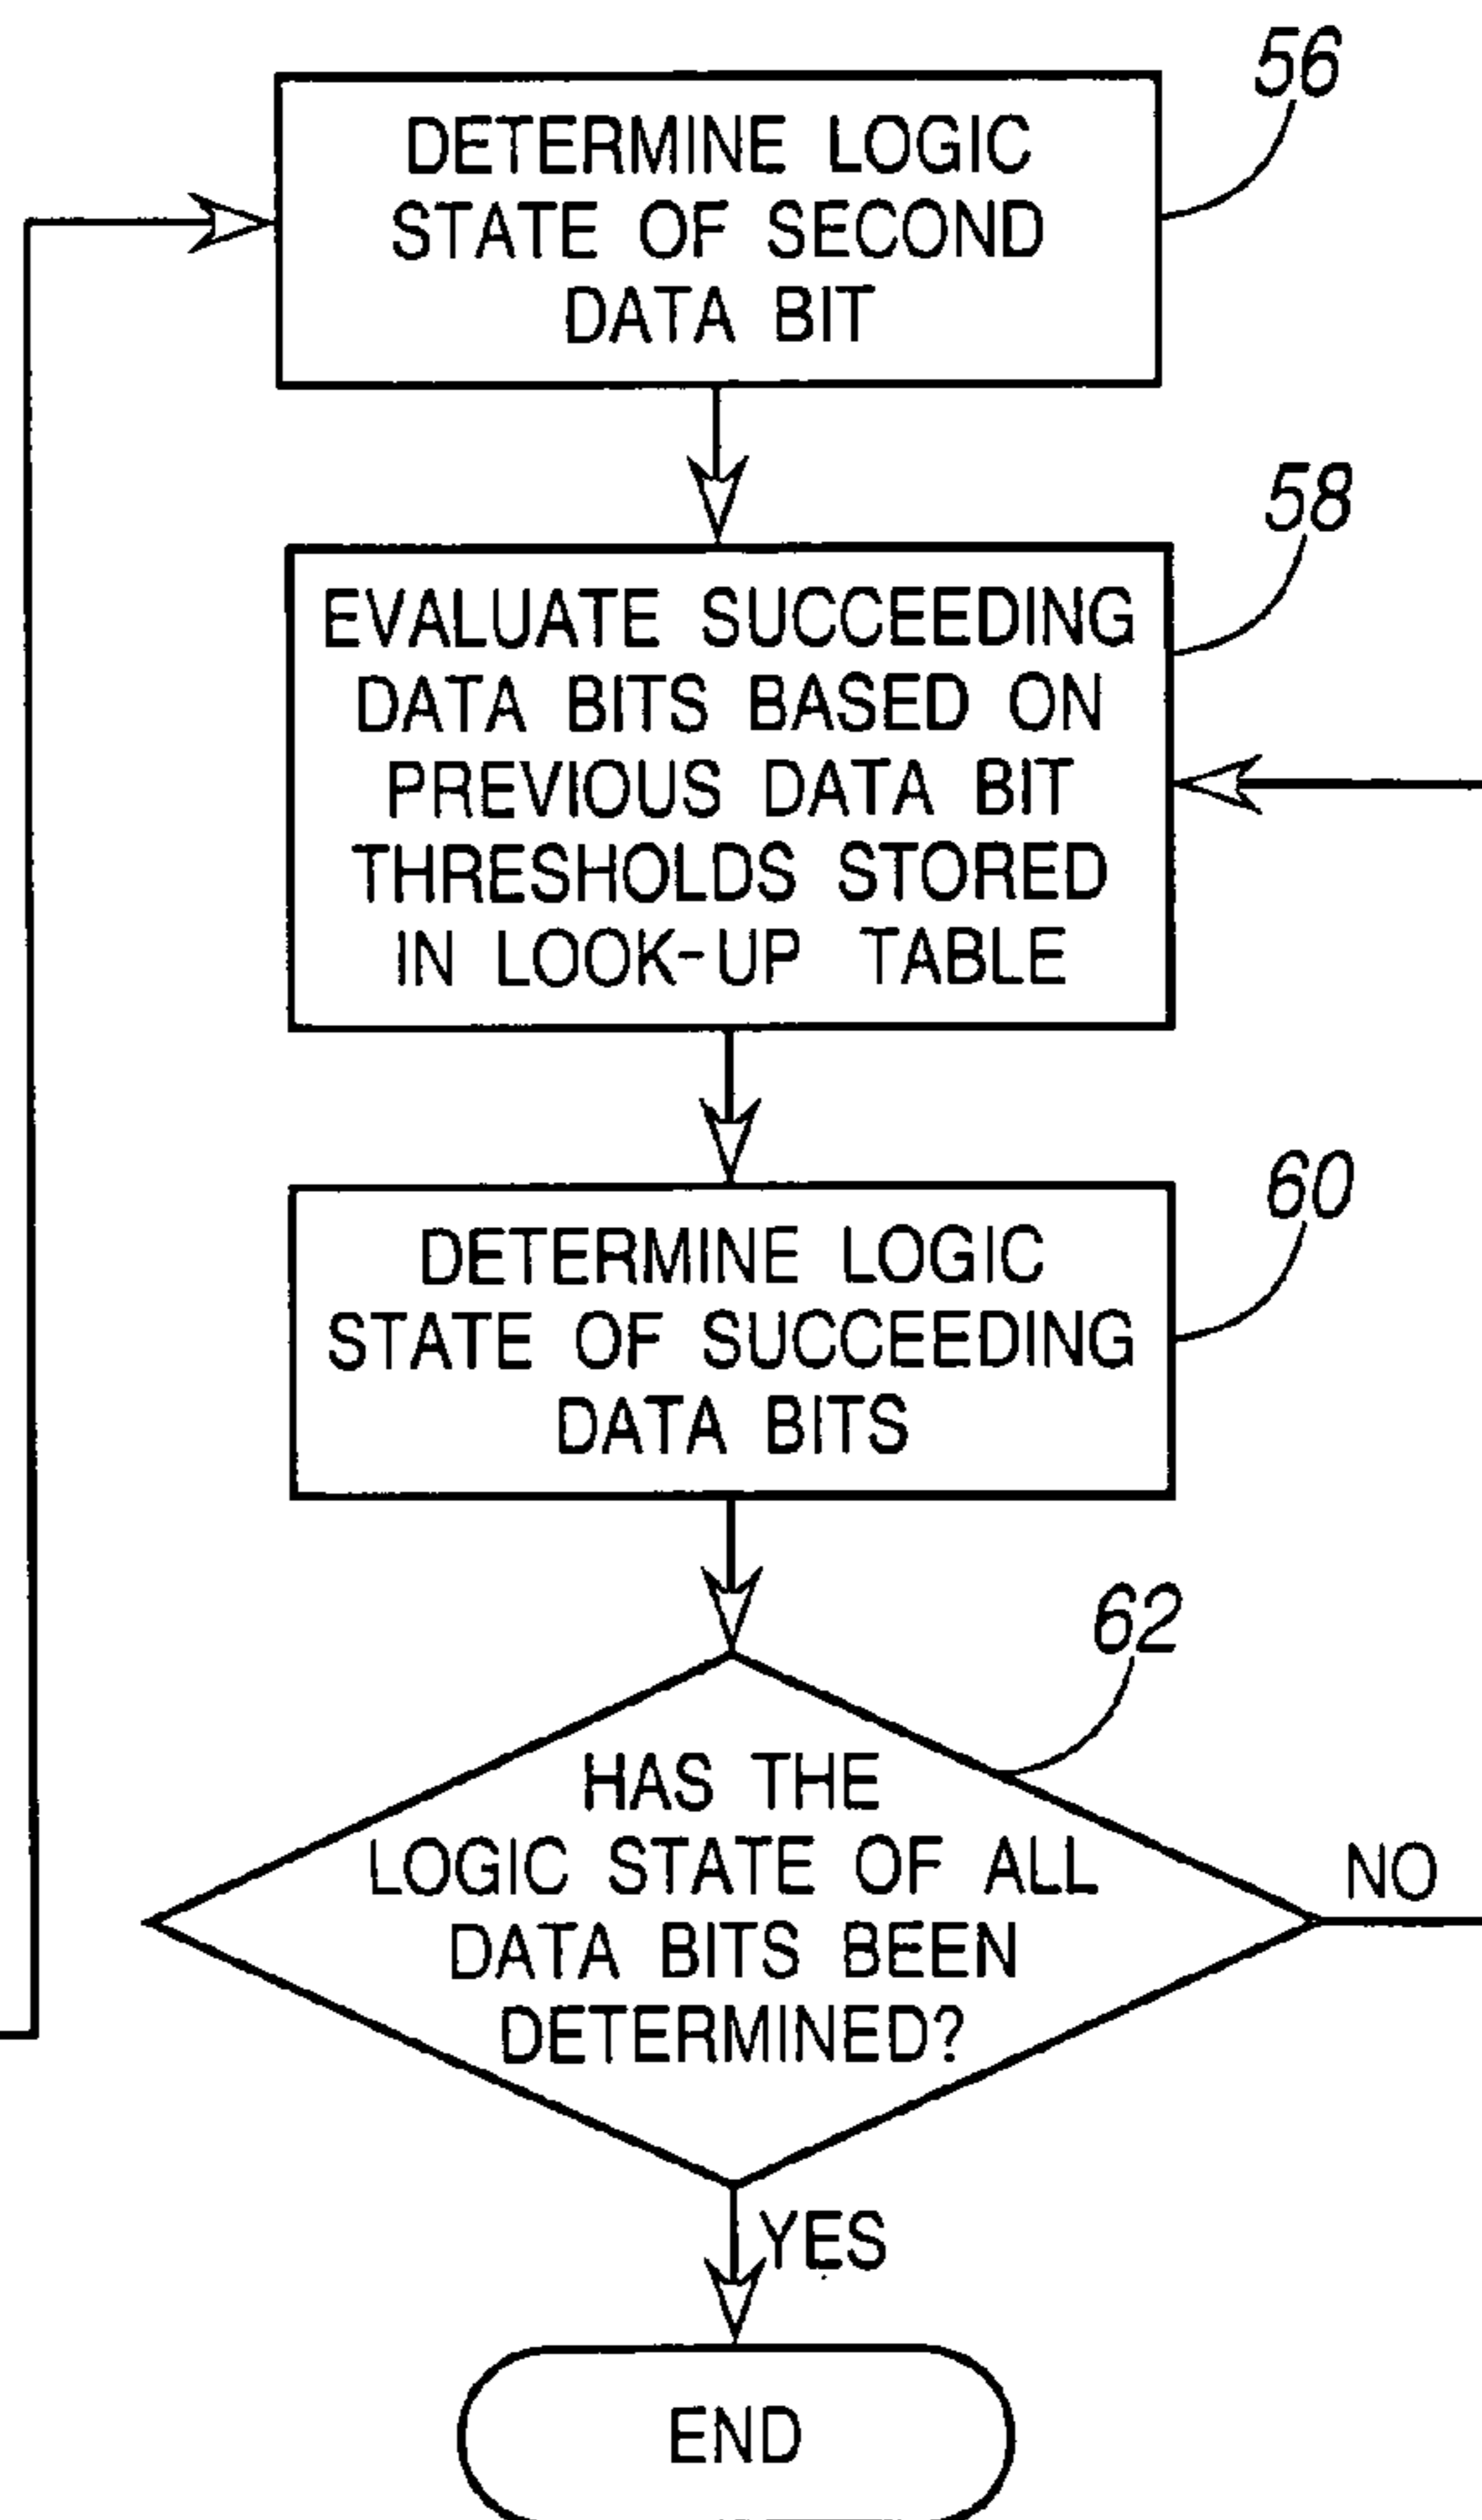 56
DETERMINE LOGIC
STATE OF SECOND
DATA BIT
58
EVALUATE SUCCEEDING
DATA BITS BASED ON
PREVIOUS DATA BIT
THRESHOLDS STORED
IN LOOK-UP TABLE
60
DETERMINE LOGIC
STATE OF SUCCEEDING
DATA BITS
62
HAS THE
LOGIC STATE OF ALL
DATA BITS BEEN
DETERMINED?
NO
YES
END